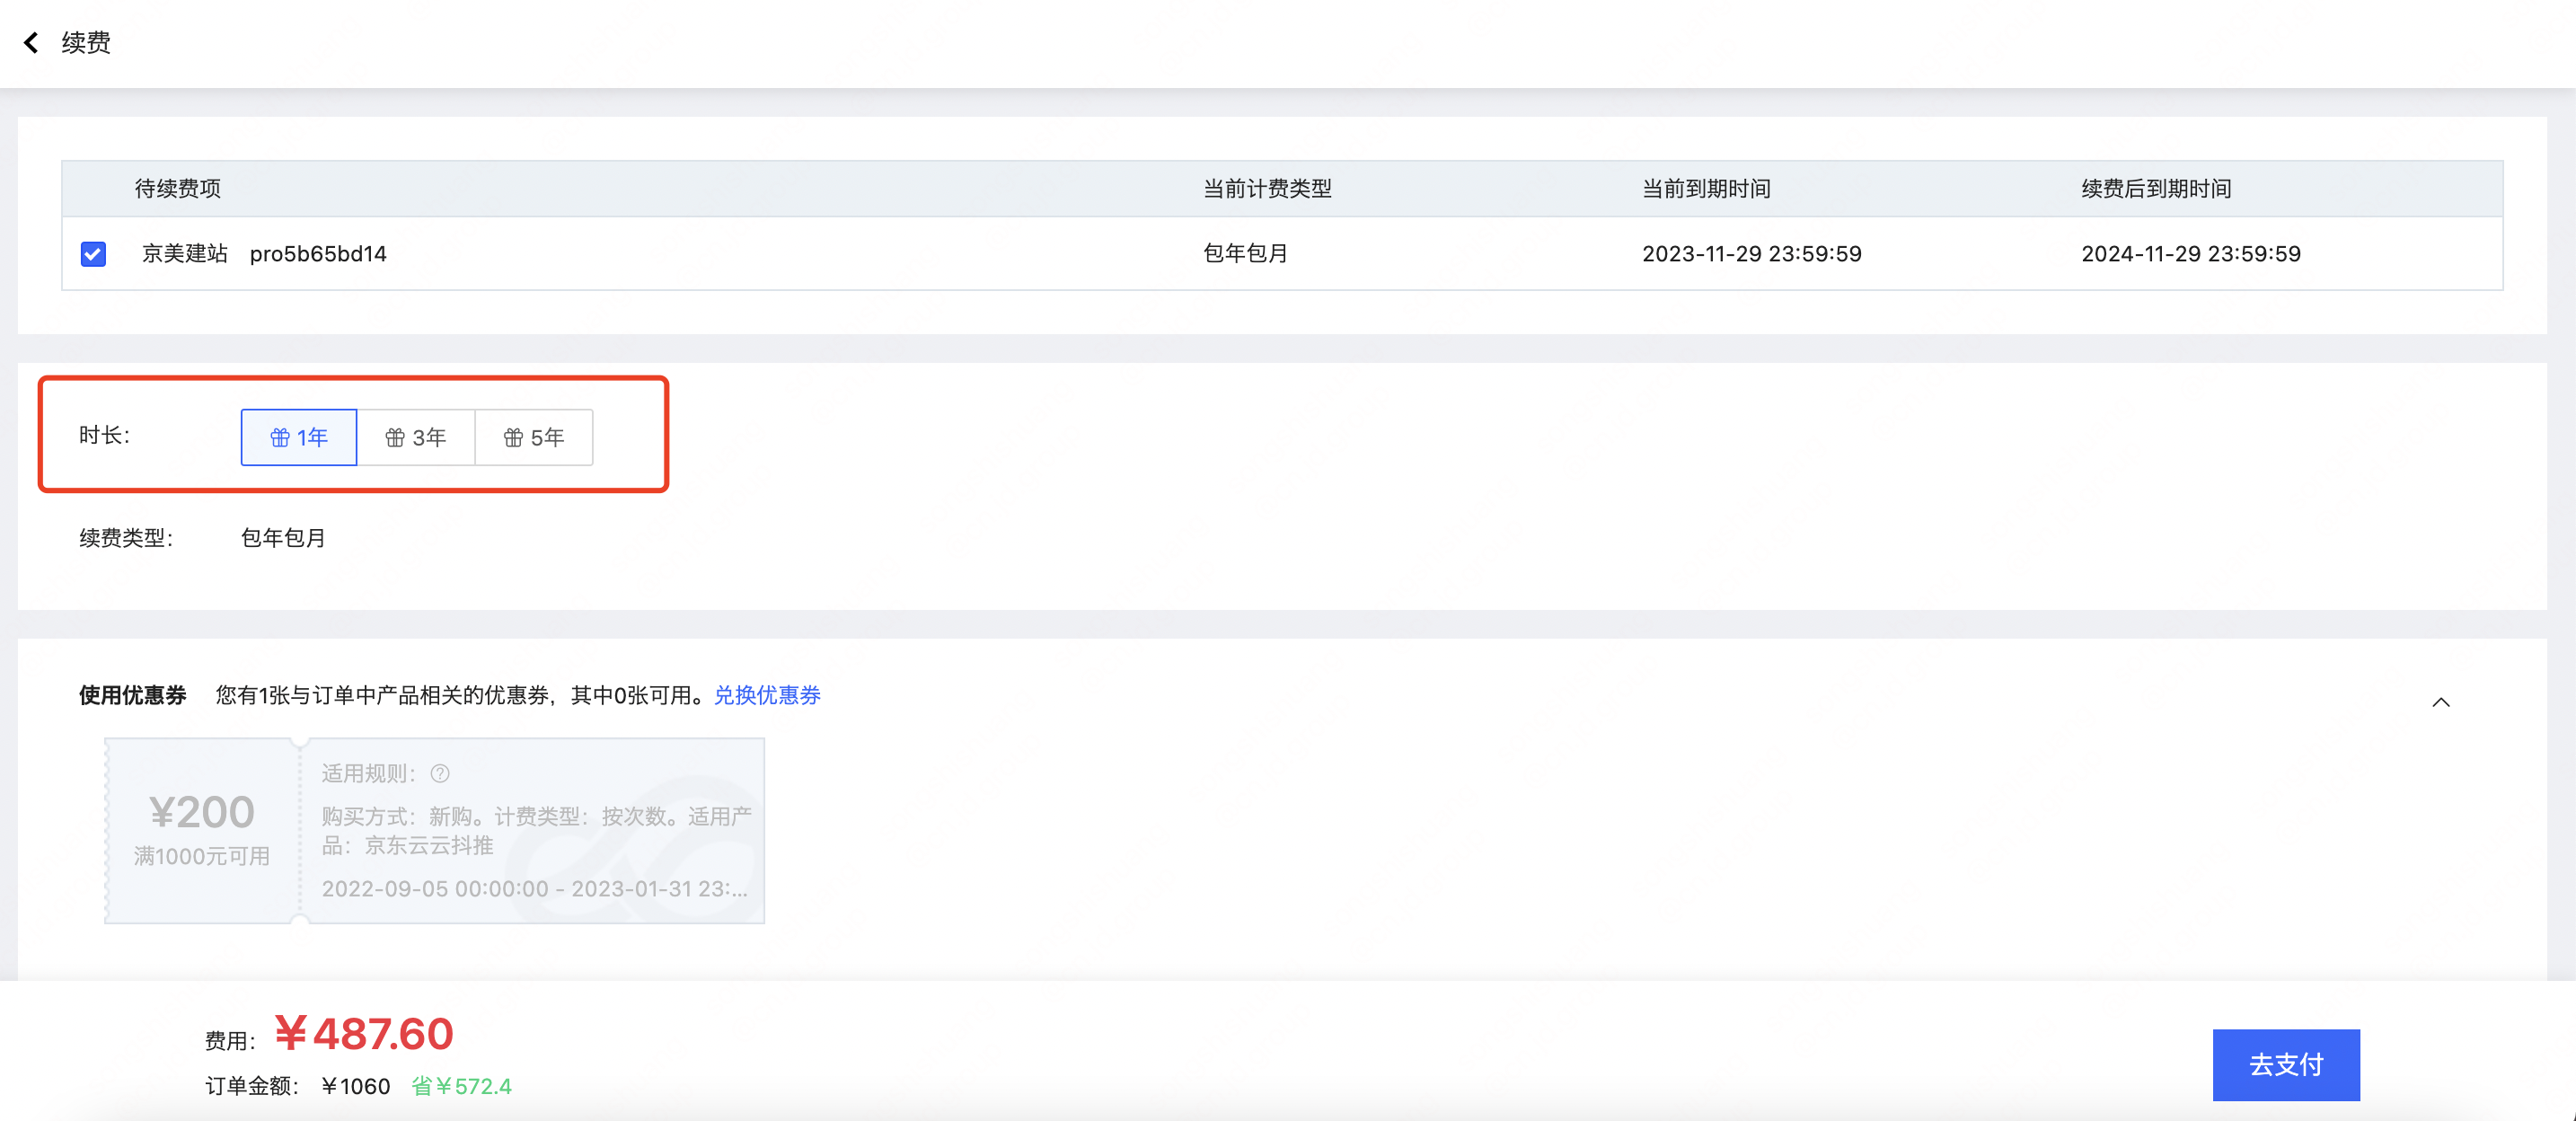 续费
待续费项 当前计费类型 当前到期时间 续费后到期时间
京美建站 pro5b65bd14 包年包月 2023-11-29 23:59:59 2024-11-29 23:59:59
时长： 1年 3年 5年
续费类型： 包年包月
使用优惠券 您有1张与订单中产品相关的优惠券，其中0张可用。兑换优惠券
¥200
满1000元可用
适用规则：
购买方式：新购。计费类型：按次数。适用产
品：京东云云抖推
2022-09-05 00:00:00 - 2023-01-31 23:...
费用： ¥487.60
订单金额： ¥1060 省¥572.4
去支付